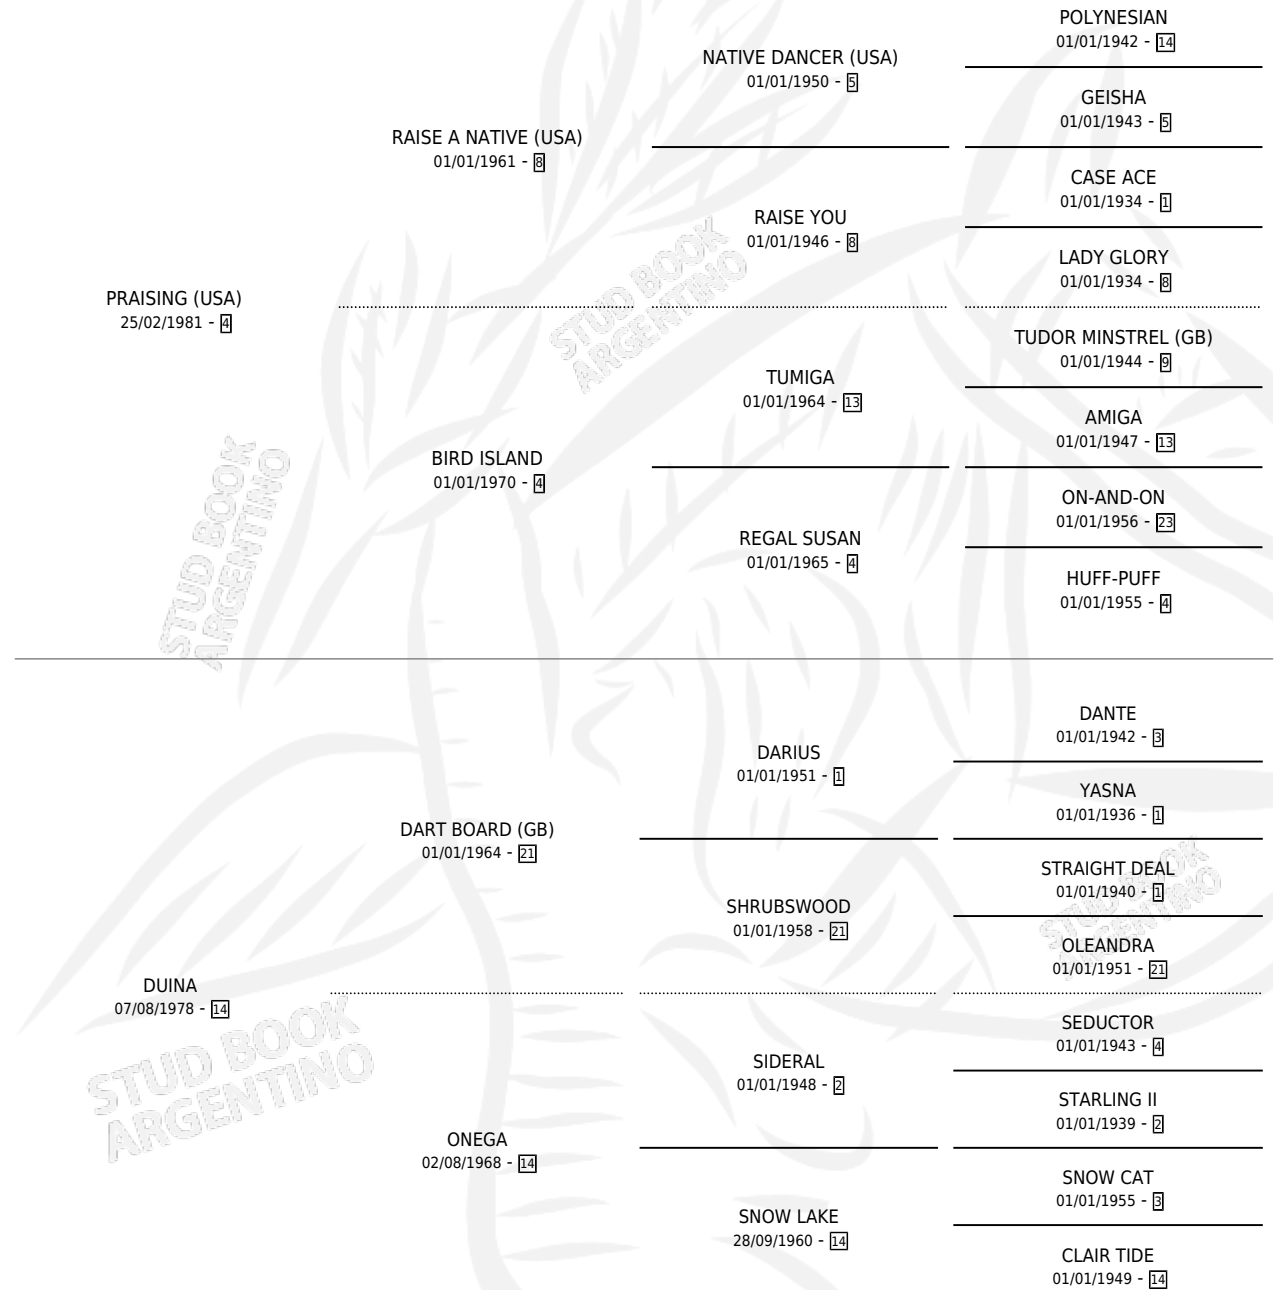 POLYNESIAN
01/01/1942 - 14
NATIVE DANCER (USA)
01/01/1950 - 5
GEISHA
01/01/1943 - 5
RAISE A NATIVE (USA)
01/01/1961 - 8
CASE ACE
01/01/1934 - 1
RAISE YOU
01/01/1946 - 8
LADY GLORY
01/01/1934 - 8
PRAISING (USA)
25/02/1981 - 4
STUD BOOK
ARGENTINO
TUDOR MINSTREL (GB)
01/01/1944 - 9
TUMIGA
01/01/1964 - 13
AMIGA
01/01/1947 - 13
BIRD ISLAND
01/01/1970 - 4
ON-AND-ON
01/01/1956 - 23
REGAL SUSAN
01/01/1965 - 4
HUFF-PUFF
01/01/1955 - 4
STUD BOOK
ARGENTINO
DANTE
01/01/1942 - 3
DARIUS
01/01/1951 - 1
YASNA
01/01/1936 - 1
DART BOARD (GB)
01/01/1964 - 21
STRAIGHT DEAL
01/01/1940 - 1
SHRUBSWOOD
01/01/1958 - 21
STUD BOOK
ARGENTINO
OLEANDRA
01/01/1951 - 21
DUINA
07/08/1978 - 14
SEDUCTOR
01/01/1943 - 4
SIDERAL
01/01/1948 - 2
STUD BOOK
ARGENTINO
STARLING II
01/01/1939 - 2
ONEGA
02/08/1968 - 14
SNOW CAT
01/01/1955 - 3
SNOW LAKE
28/09/1960 - 14
CLAIR TIDE
01/01/1949 - 14